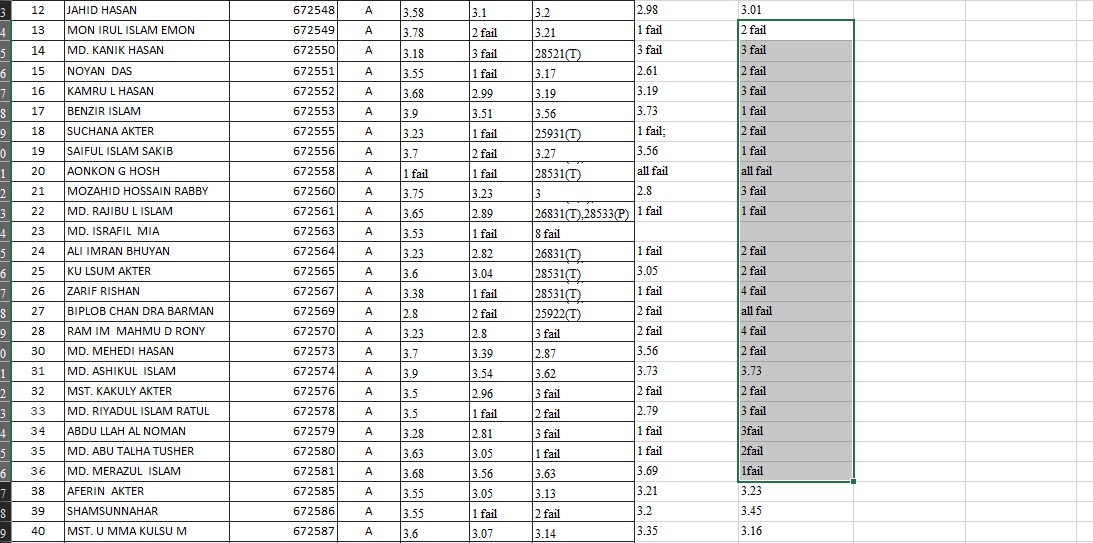 3 12 JAHID HASAN 672548 A 3.58 3.1 3.2 2.98 3.01
4 13 MON IRUL ISLAM EMON 672549 A 3.78 2 fail 3.21 1 fail 2 fail
5 14 MD. KANIK HASAN 672550 A 3.18 3 fail 28521(T) 3 fail 3 fail
6 15 NOYAN DAS 672551 A 3.55 1 fail 3.17 2.61 2 fail
7 16 KAMRU L HASAN 672552 A 3.68 2.99 3.19 3.19 3 fail
8 17 BENZIR ISLAM 672553 A 3.9 3.51 3.56 3.73 1 fail
9 18 SUCHANA AKTER 672555 A 3.23 1 fail 25931(T) 1 fail; 2 fail
0 19 SAIFUL ISLAM SAKIB 672556 A 3.7 2 fail 3.27 3.56 1 fail
1 20 AONKON G HOSH 672558 A 1 fail 1 fail 28531(T) all fail all fail
2 21 MOZAHID HOSSAIN RABBY 672560 A 3.75 3.23 3 2.8 3 fail
3 22 MD. RAJIBU L ISLAM 672561 A 3.65 2.89 26831(T),28533(P) 1 fail 1 fail
4 23 MD. ISRAFIL MIA 672563 A 3.53 1 fail 8 fail
5 24 ALI IMRAN BHUYAN 672564 A 3.23 2.82 26831(T) 1 fail 2 fail
6 25 KU LSUM AKTER 672565 A 3.6 3.04 28531(T) 3.05 2 fail
7 26 ZARIF RISHAN 672567 A 3.38 1 fail 28531(T) 1 fail 4 fail
8 27 BIPLOB CHAN DRA BARMAN 672569 A 2.8 2 fail 25922(T) 2 fail all fail
9 28 RAM IM MAHMU D RONY 672570 A 3.23 2.8 3 fail 2 fail 4 fail
0 30 MD. MEHEDI HASAN 672573 A 3.7 3.39 2.87 3.56 2 fail
1 31 MD. ASHIKUL ISLAM 672574 A 3.9 3.54 3.62 3.73 3.73
2 32 MST. KAKULY AKTER 672576 A 3.5 2.96 3 fail 2 fail 2 fail
3 33 MD. RIYADUL ISLAM RATUL 672578 A 3.5 1 fail 2 fail 2.79 3 fail
4 34 ABDU LLAH AL NOMAN 672579 A 3.28 2.81 3 fail 1 fail 3fail
5 35 MD. ABU TALHA TUSHER 672580 A 3.63 3.05 1 fail 1 fail 2fail
6 36 MD. MERAZUL ISLAM 672581 A 3.68 3.56 3.63 3.69 1fail
7 38 AFERIN AKTER 672585 A 3.55 3.05 3.13 3.21 3.23
8 39 SHAMSUNNAHAR 672586 A 3.55 1 fail 2 fail 3.2 3.45
9 40 MST. U MMA KULSU M 672587 A 3.6 3.07 3.14 3.35 3.16